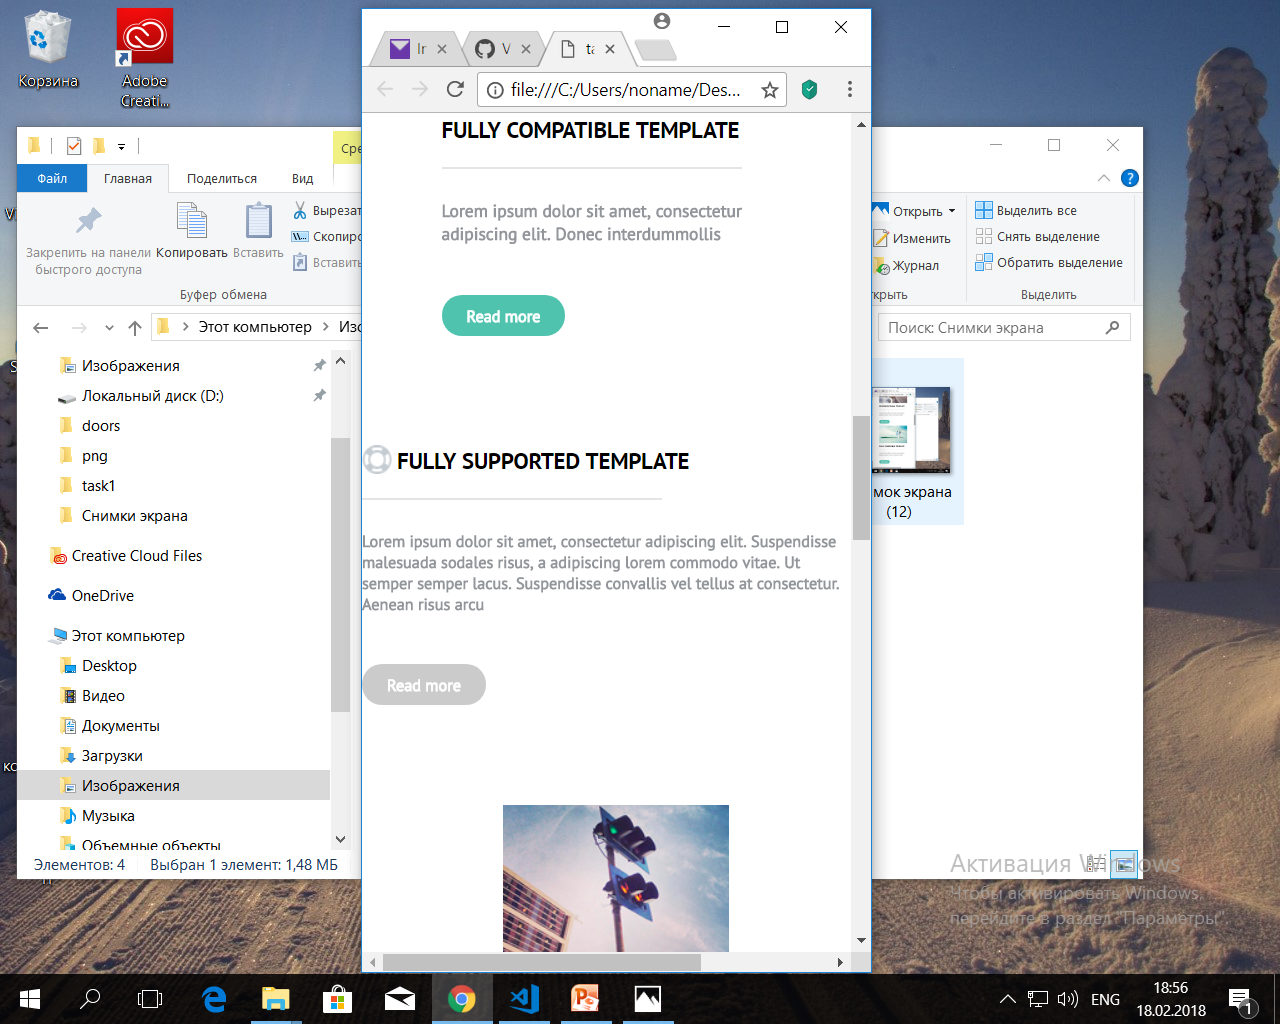 Корзина
Adobe
Creati...
Ir
V
ta
file:///C:/Users/noname/Des...
FULLY COMPATIBLE TEMPLATE
Lorem ipsum dolor sit amet, consectetur
adipiscing elit. Donec interdummollis
Read more
FULLY SUPPORTED TEMPLATE
Lorem ipsum dolor sit amet, consectetur adipiscing elit. Suspendisse
malesuada sodales risus, a adipiscing lorem commodo vitae. Ut
semper semper lacus. Suspendisse convallis vel tellus at consectetur.
Aenean risus arcu
Read more
Сре
Файл
Главная
Поделиться
Вид
Закрепить на панели
быстрого доступа
Копировать
Вставить
Вырезат
Скопиро
Вставить
Буфер обмена
Открыть
Изменить
Журнал
крыть
Выделить все
Снять выделение
Обратить выделение
Выделить
Этот компьютер
Изо
Поиск: Снимки экрана
Изображения
Локальный диск (D:)
doors
png
task1
Снимки экрана
Creative Cloud Files
OneDrive
Этот компьютер
Desktop
Видео
Документы
Загрузки
Изображения
Музыка
Объемные объекты
мок экрана
(12)
Элементов: 4
Выбран 1 элемент: 1,48 МБ
Активация Windows
Чтобы активировать Windows,
перейдите в раздел "Параметры".
ENG
18:56
18.02.2018
1